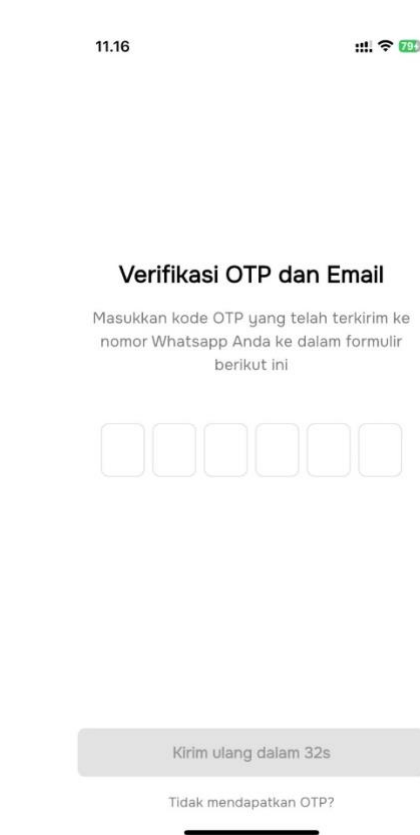 11.16
79
Verifikasi OTP dan Email
Masukkan kode OTP yang telah terkirim ke
nomor Whatsapp Anda ke dalam formulir
berikut ini
Kirim ulang dalam 32s
Tidak mendapatkan OTP?